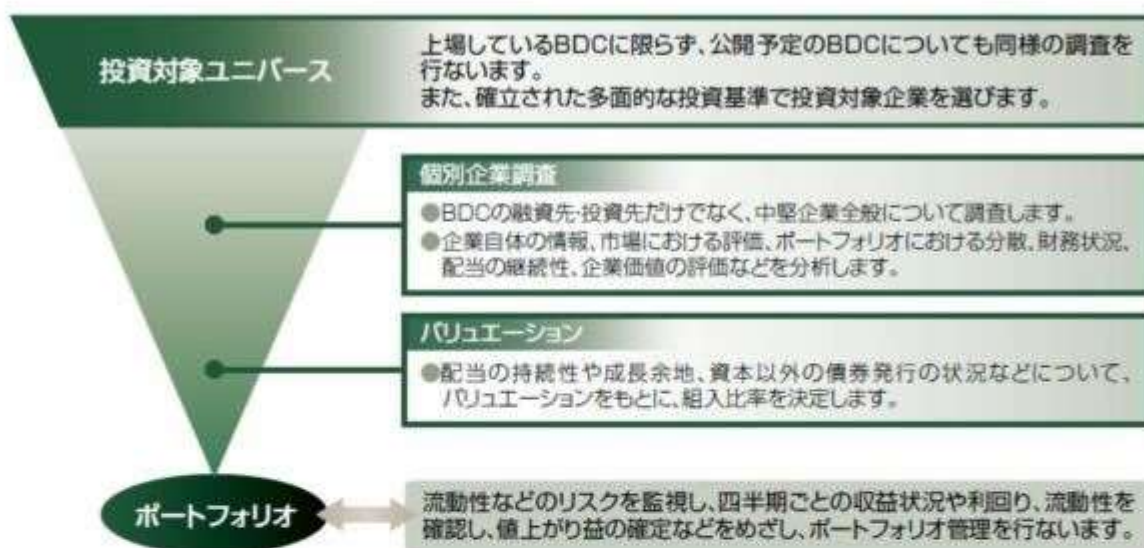 投資対象ユニバース
上場しているBDCに限らず、公開予定のBDCについても同様の調査を
行ないます。
また、確立された多面的な投資基準で投資対象企業を選びます。
個別企業調査
●BDCの融資先・投資先だけでなく、中堅企業全般について調査します。
●企業自体の情報、市場における評価、ポートフォリオにおける分散、財務状況、
配当の継続性、企業価値の評価などを分析します。
バリュエーション
●配当の持続性や成長余地、資本以外の債券発行の状況などについて、
バリュエーションをもとに、組入比率を決定します。
ポートフォリオ
流動性などのリスクを監視し、四半期ごとの収益状況や利回り、流動性を
確認し、値上がり益の確定などをめざし、ポートフォリオ管理を行ないます。